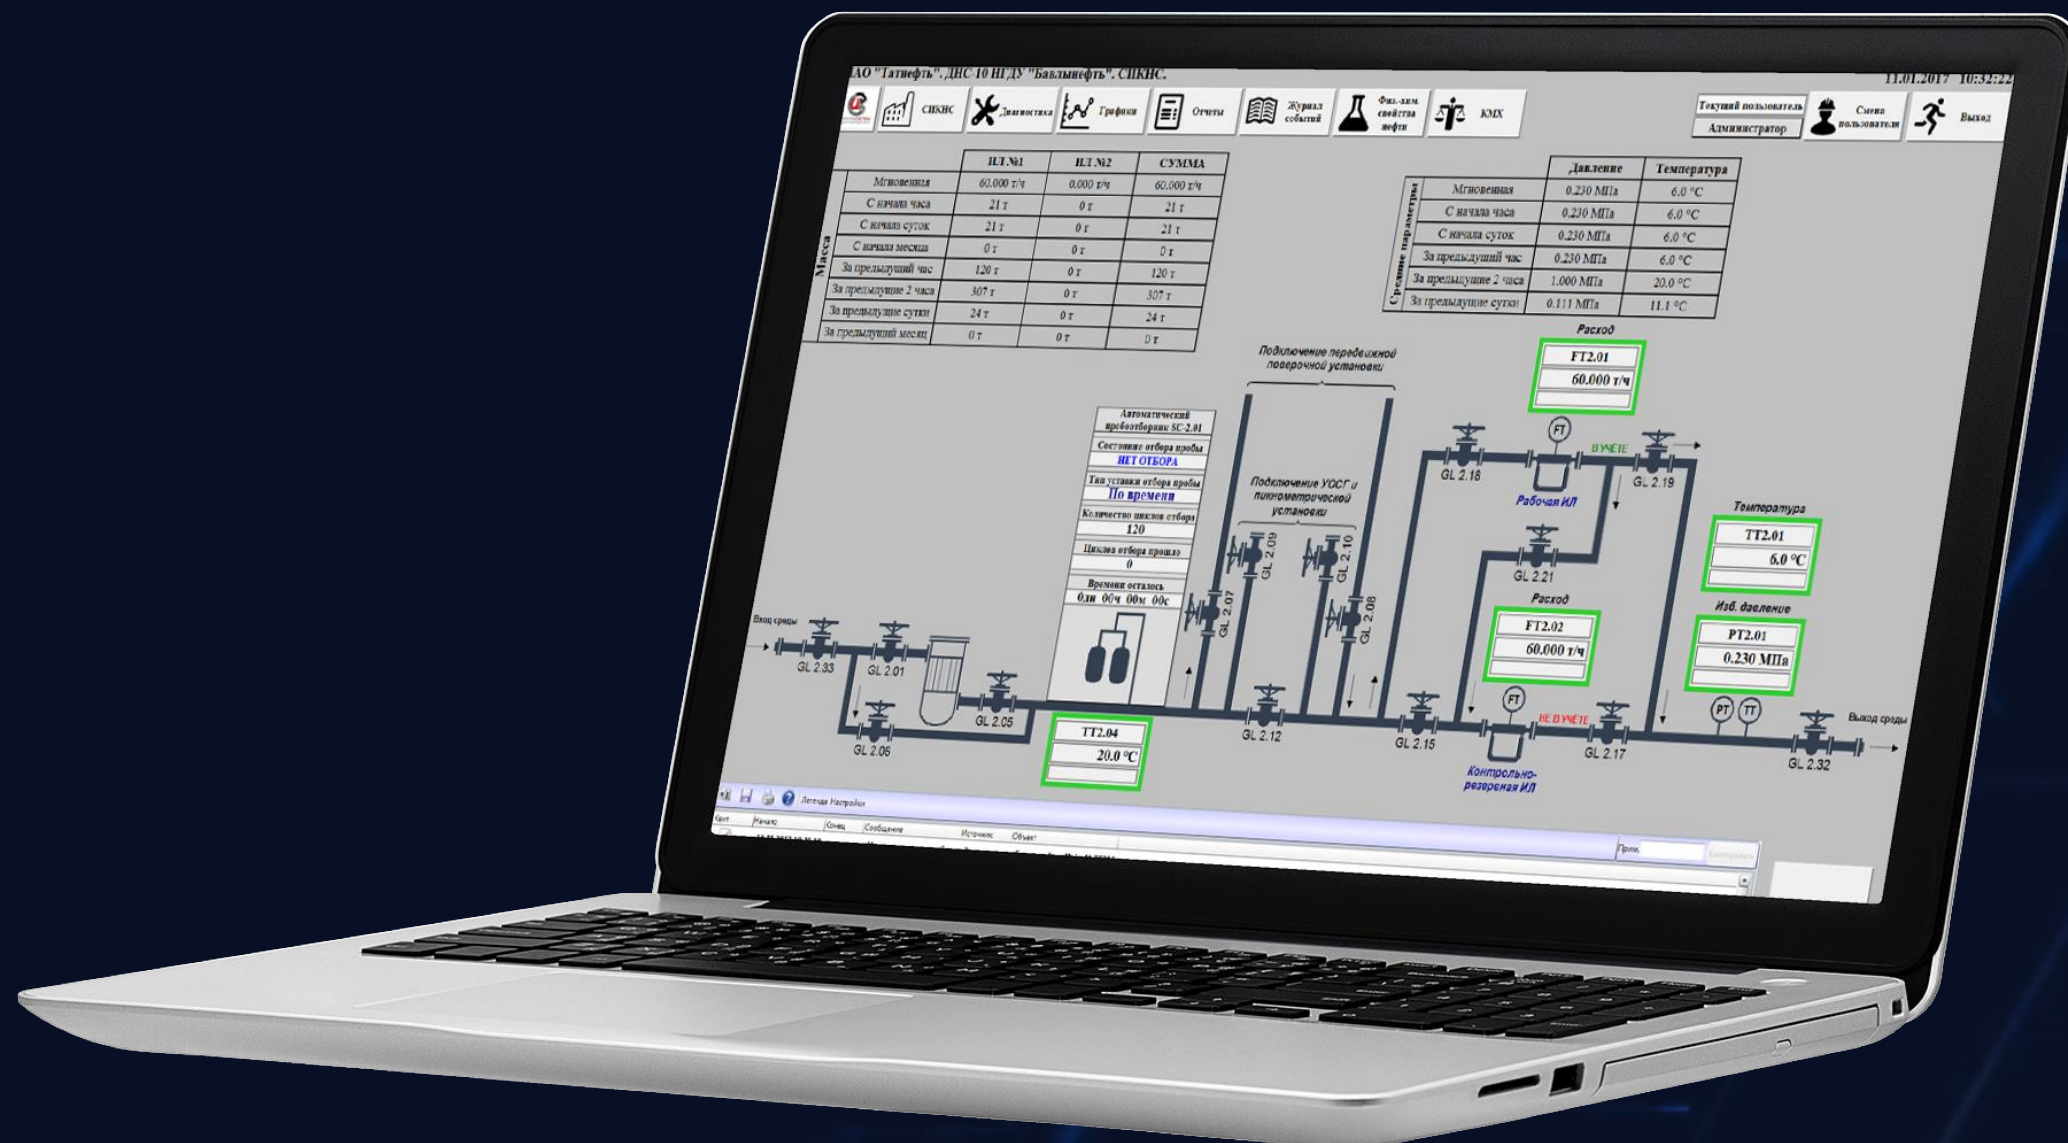 ПАО "Татнефть". ДНС-10 НГДУ "Бавлынефть". СИКНС.
11.01.2017 10:32:22
СИКНС
Диагностика
Графики
Отчеты
Журнал
событий
Физ.-хим.
свойства
нефти
КМХ
Текущий пользователь
Администратор
Смена
пользователя
Выход
ИЛ №1 ИЛ №2 СУММА
Масса
Мгновенная 60.000 т/ч 0.000 т/ч 60.000 т/ч
С начала часа 21 т 0 т 21 т
С начала суток 21 т 0 т 21 т
С начала месяца 0 т 0 т 0 т
За предыдущий час 120 т 0 т 120 т
За предыдущие 2 часа 307 т 0 т 307 т
За предыдущие сутки 24 т 0 т 24 т
За предыдущий месяц 0 т 0 т 0 т
Давление Температура
Средние параметры
Мгновенная 0.230 МПа 6.0 °C
С начала часа 0.230 МПа 6.0 °C
С начала суток 0.230 МПа 6.0 °C
За предыдущий час 0.230 МПа 6.0 °C
За предыдущие 2 часа 1.000 МПа 20.0 °C
За предыдущие сутки 0.111 МПа 11.1 °C
Расход
FT2.01
60.000 т/ч
Подключение передвижной
поверочной установки
Автоматический
пробоотборник SC-2.01
Состояние отбора пробы
НЕТ ОТБОРА
Тип уставки отбора пробы
По времени
Количество циклов отбора
120
Циклов отбора прошло
0
Времени осталось
0дн 00ч 00м 00с
Подключение УОСГ и
пикнометрической
установки
GL 2.09
GL 2.10
GL 2.07
GL 2.08
FT
В УЧЁТЕ
GL 2.18
GL 2.19
Рабочая ИЛ
GL 2.21
Температура
TT2.01
6.0 °C
Расход
FT2.02
60.000 т/ч
Изб. давление
PT2.01
0.230 МПа
Вход среды
GL 2.33
GL 2.01
GL 2.05
GL 2.06
TT2.04
20.0 °C
GL 2.12
GL 2.15
FT
НЕ В УЧЁТЕ
GL 2.17
Контрольно-
резервная ИЛ
PT
TT
Выход среды
GL 2.32
Легенда Настройки
Квит Начало Конец Сообщение Источник Объект
Прим.